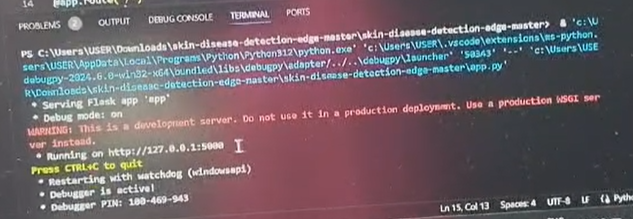 14 @app.route('/')
PROBLEMS 2 OUTPUT DEBUG CONSOLE TERMINAL PORTS
PS C:\Users\USER\Downloads\skin-disease-detection-edge-master\skin-disease-detection-edge-master> & 'c:\U
sers\USER\AppData\Local\Programs\Python\Python312\python.exe' 'c:\Users\USER\.vscode\extensions\ms-python.
debugpy-2024.6.0-win32-x64\bundled\libs\debugpy\adapter/../..\debugpy\launcher' '50343' '--' 'c:\Users\USE
R\Downloads\skin-disease-detection-edge-master\skin-disease-detection-edge-master\app.py'
* Serving Flask app 'app'
* Debug mode: on
WARNING: This is a development server. Do not use it in a production deployment. Use a production WSGI ser
ver instead.
* Running on http://127.0.0.1:5000
Press CTRL+C to quit
* Restarting with watchdog (windowsapi)
* Debugger is active!
* Debugger PIN: 100-469-943
Ln 15, Col 13 Spaces: 4 UTF-8 LF